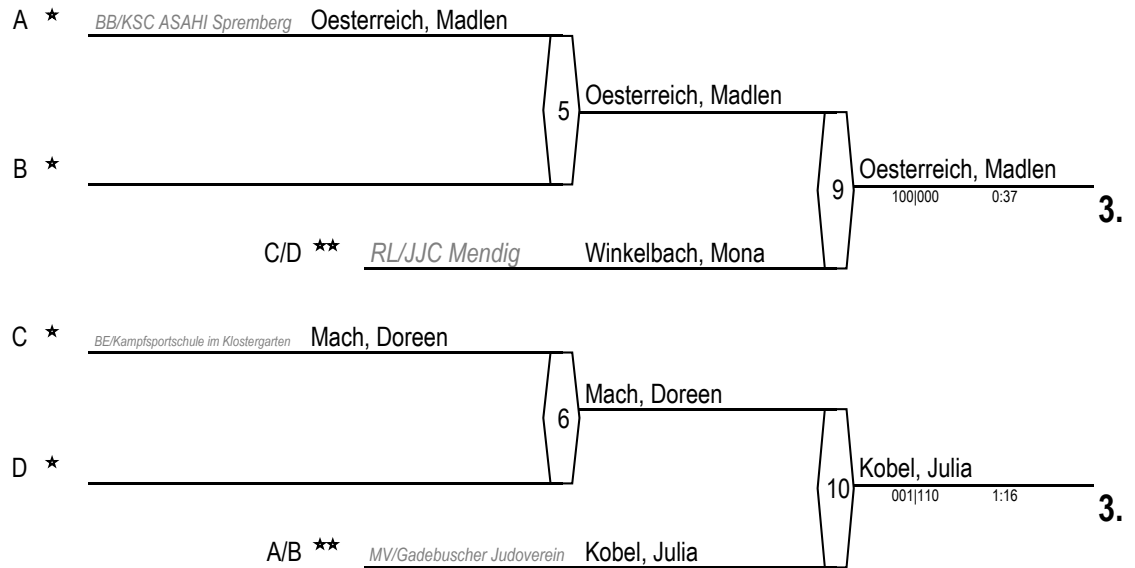 A ★ BB/KSC ASAHI Spremberg Oesterreich, Madlen
5 Oesterreich, Madlen
B ★
9 Oesterreich, Madlen
100|000 0:37
3.
C/D ★★ RL/JJC Mendig Winkelbach, Mona
C ★ BE/Kampfsportschule im Klostergarten Mach, Doreen
6 Mach, Doreen
D ★
10 Kobel, Julia
001|110 1:16
3.
A/B ★★ MV/Gadebuscher Judoverein Kobel, Julia